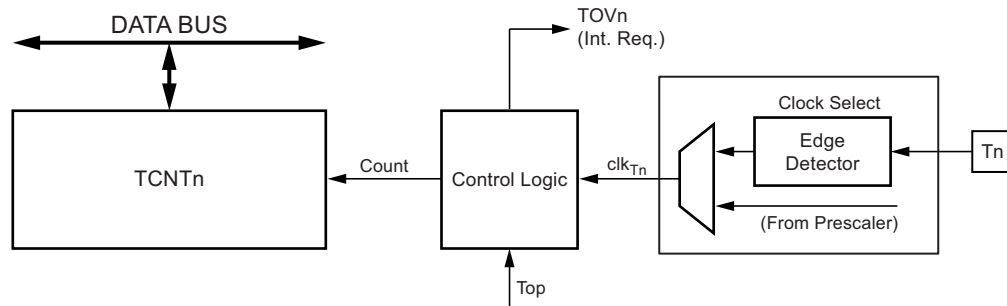 DATA BUS
TOVn
(Int. Req.)
Clock Select
Edge
Detector
Tn
TCNTn
Count
Control Logic
clkTn
(From Prescaler)
Top